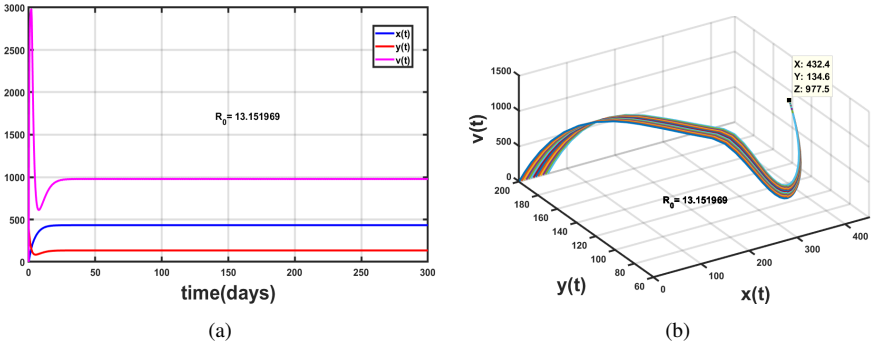 3000
2500
2000
1500
1000
500
0
x(t)
y(t)
v(t)
R0= 13.151969
0 50 100 150 200 250 300
time(days)
(a)
X: 432.4
Y: 134.6
Z: 977.5
1500
1000
500
0
v(t)
200
180
160
140
120
100
80
60
y(t)
R0= 13.151969
0
100
200
300
400
x(t)
(b)